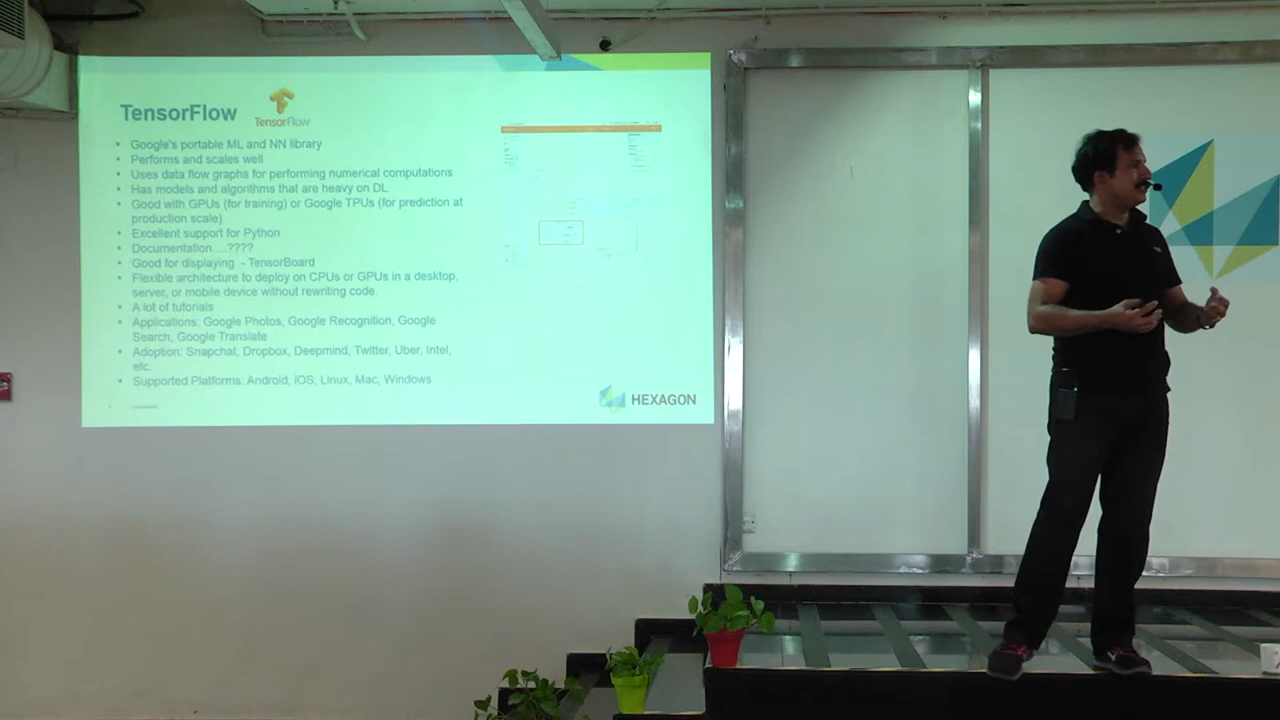 TensorFlow
TensorFlow
Google's portable ML and NN library
Performs and scales well
Uses data flow graphs for performing numerical computations
Has models and algorithms that are heavy on DL
Good with GPUs (for training) or Google TPUs (for prediction at
production scale)
Excellent support for Python
Documentation....????
Good for displaying - TensorBoard
Flexible architecture to deploy on CPUs or GPUs in a desktop,
server, or mobile device without rewriting code.
A lot of tutorials
Applications: Google Photos, Google Recognition, Google
Search, Google Translate
Adoption: Snapchat, Dropbox, Deepmind, Twitter, Uber, Intel,
etc.
Supported Platforms: Android, iOS, Linux, Mac, Windows
HEXAGON